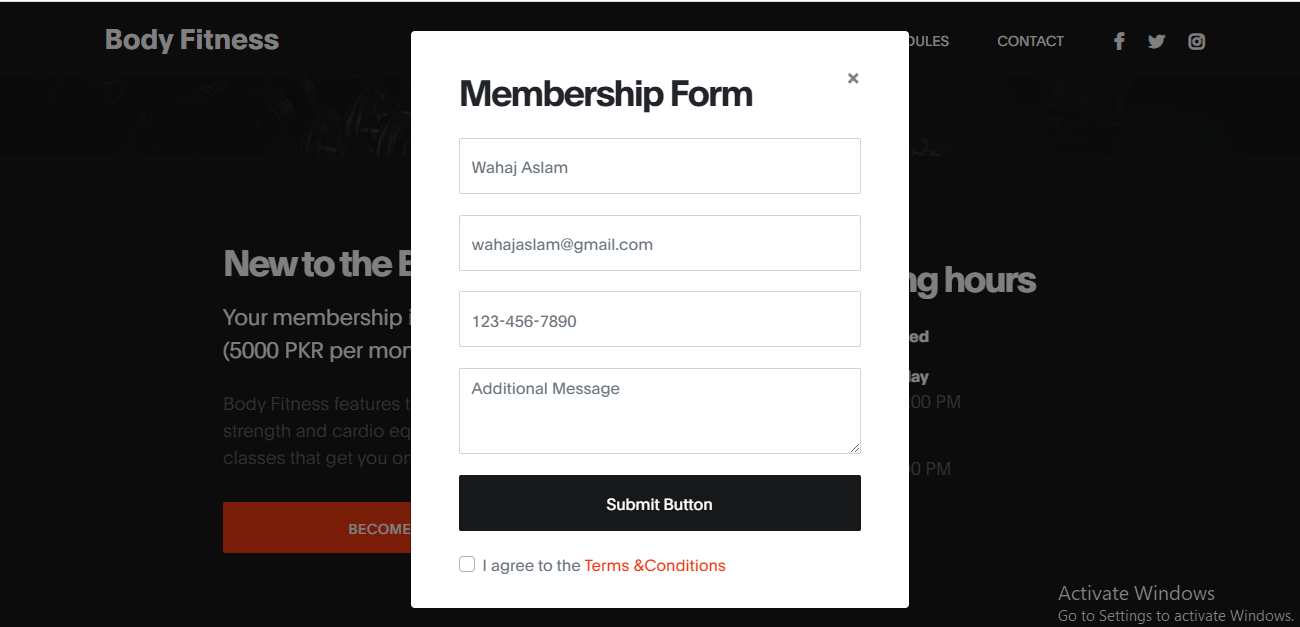 Body Fitness
DULES CONTACT
Membership Form
×
Wahaj Aslam
wahajaslam@gmail.com
123-456-7890
Additional Message
Submit Button
I agree to the Terms &Conditions
New to the B
Your membership i
(5000 PKR per mon
Body Fitness features t
strength and cardio eq
classes that get you on
BECOME
ng hours
ed
ay
00 PM
0 PM
Activate Windows
Go to Settings to activate Windows.